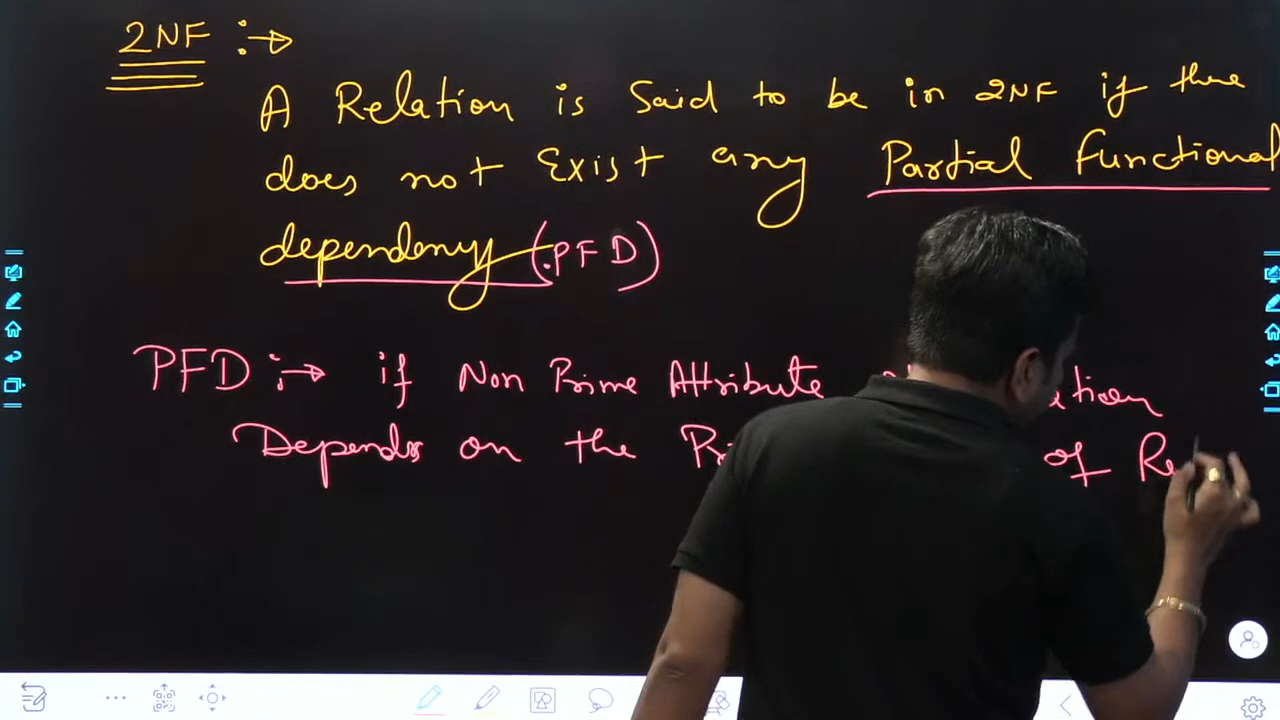 2NF :→
A Relation is Said to be in 2NF if there
does not Exist any Partial Functional
dependency (PFD)
PFD :→ if Non Prime Attribute
Depends on the of